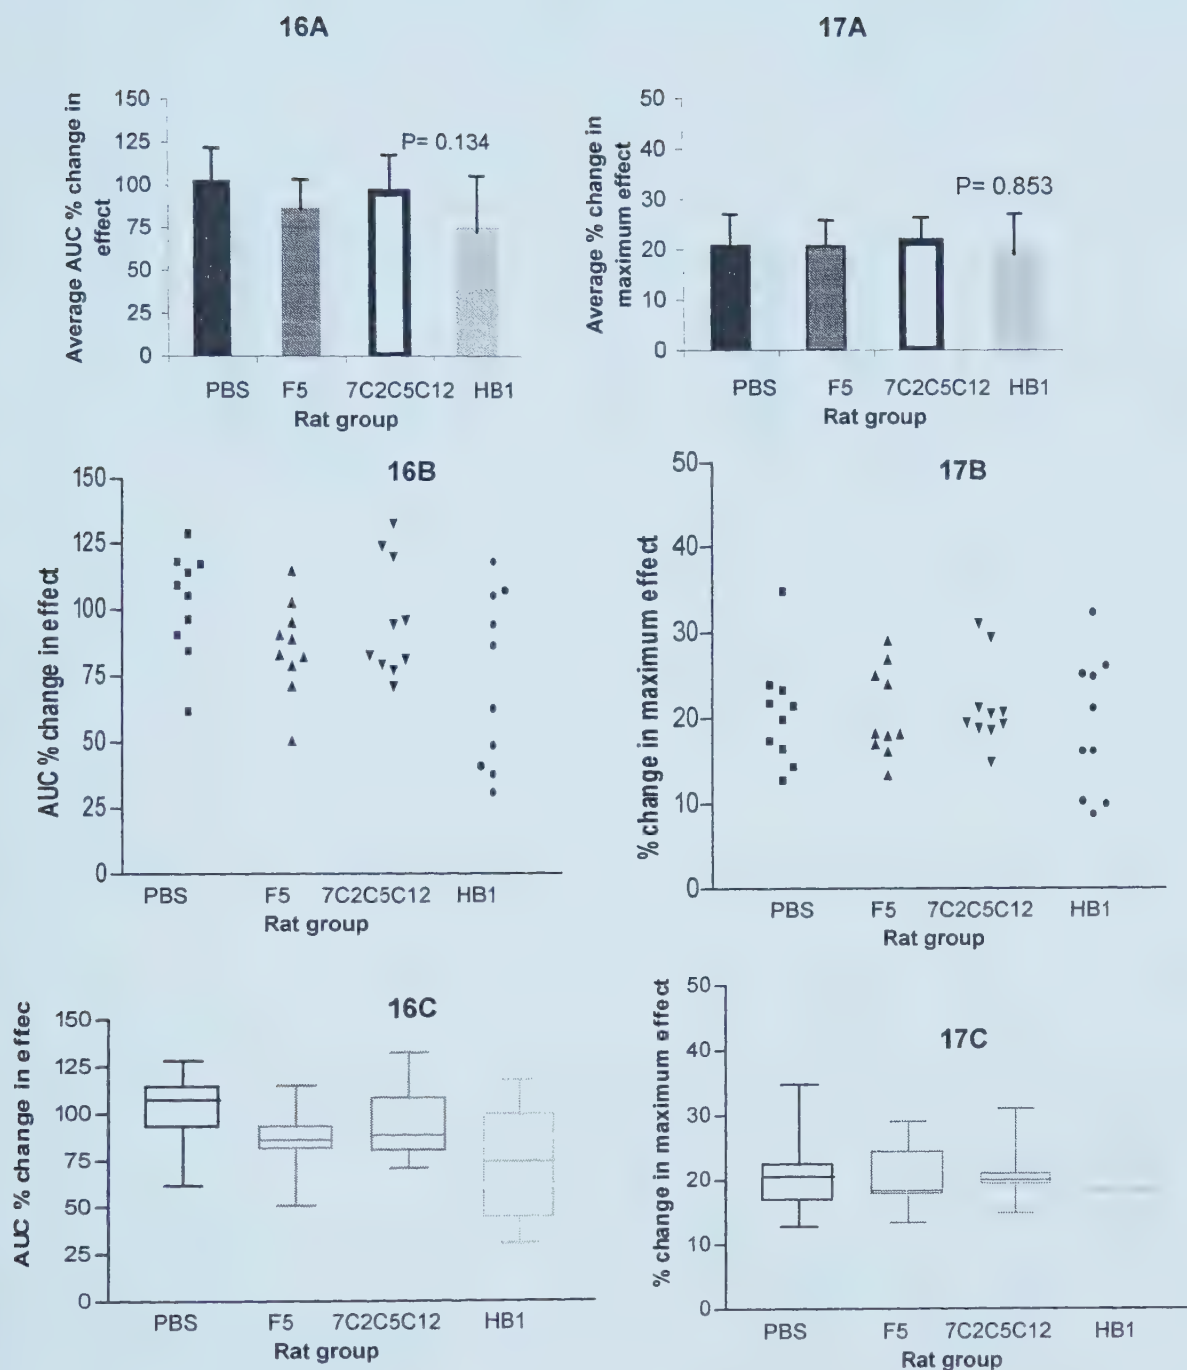 16A
Average AUC % change in
effect
150
125
100
75
50
25
0
P= 0.134
PBS F5 7C2C5C12 HB1
Rat group
17A
Average % change in
maximum effect
50
40
30
20
10
0
P= 0.853
PBS F5 7C2C5C12 HB1
Rat group
16B
AUC % change in effect
150
125
100
75
50
25
0
PBS F5 7C2C5C12 HB1
Rat group
17B
% change in maximum effect
50
40
30
20
10
0
PBS F5 7C2C5C12 HB1
Rat group
16C
AUC % change in effec
150
125
100
75
50
25
0
PBS F5 7C2C5C12 HB1
Rat group
17C
% change in maximum effect
50
40
30
20
10
0
PBS F5 7C2C5C12 HB1
Rat group